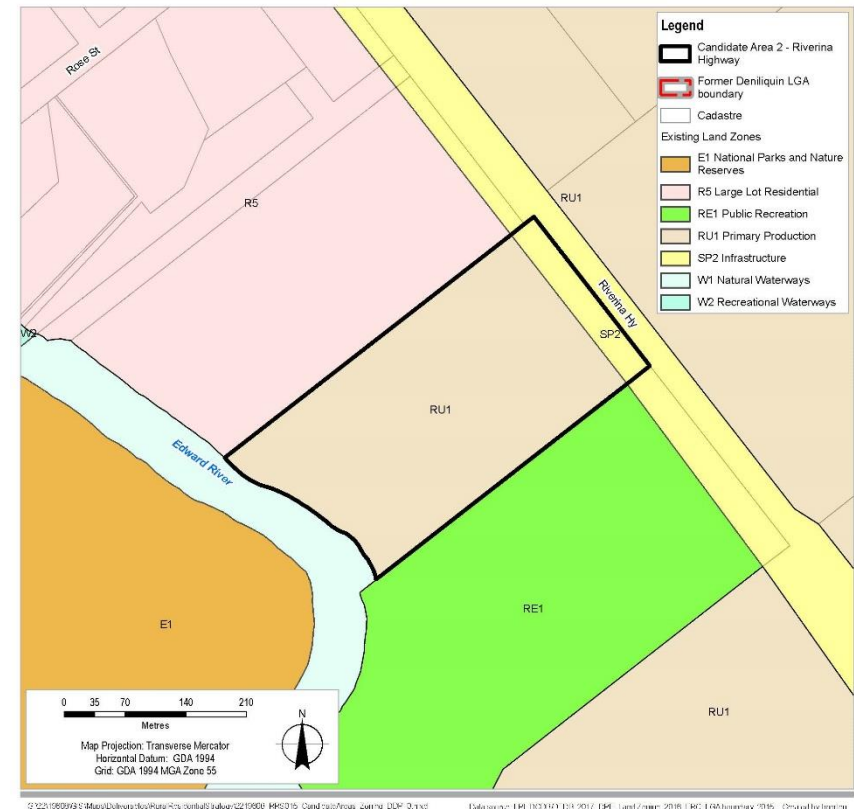 Legend
Candidate Area 2 - Riverina
Highway
Former Deniliquin LGA
boundary
Cadastre
Existing Land Zones
E1 National Parks and Nature
Reserves
R5 Large Lot Residential
RE1 Public Recreation
RU1 Primary Production
SP2 Infrastructure
W1 Natural Waterways
W2 Recreational Waterways
Rose St
R5
RU1
Riverina Hy
SP2
W2
RU1
Edward River
E1
RE1
RU1
0 35 70 140 210
Metres
N
Map Projection: Transverse Mercator
Horizontal Datum: GDA 1994
Grid: GDA 1994 MGA Zone 55